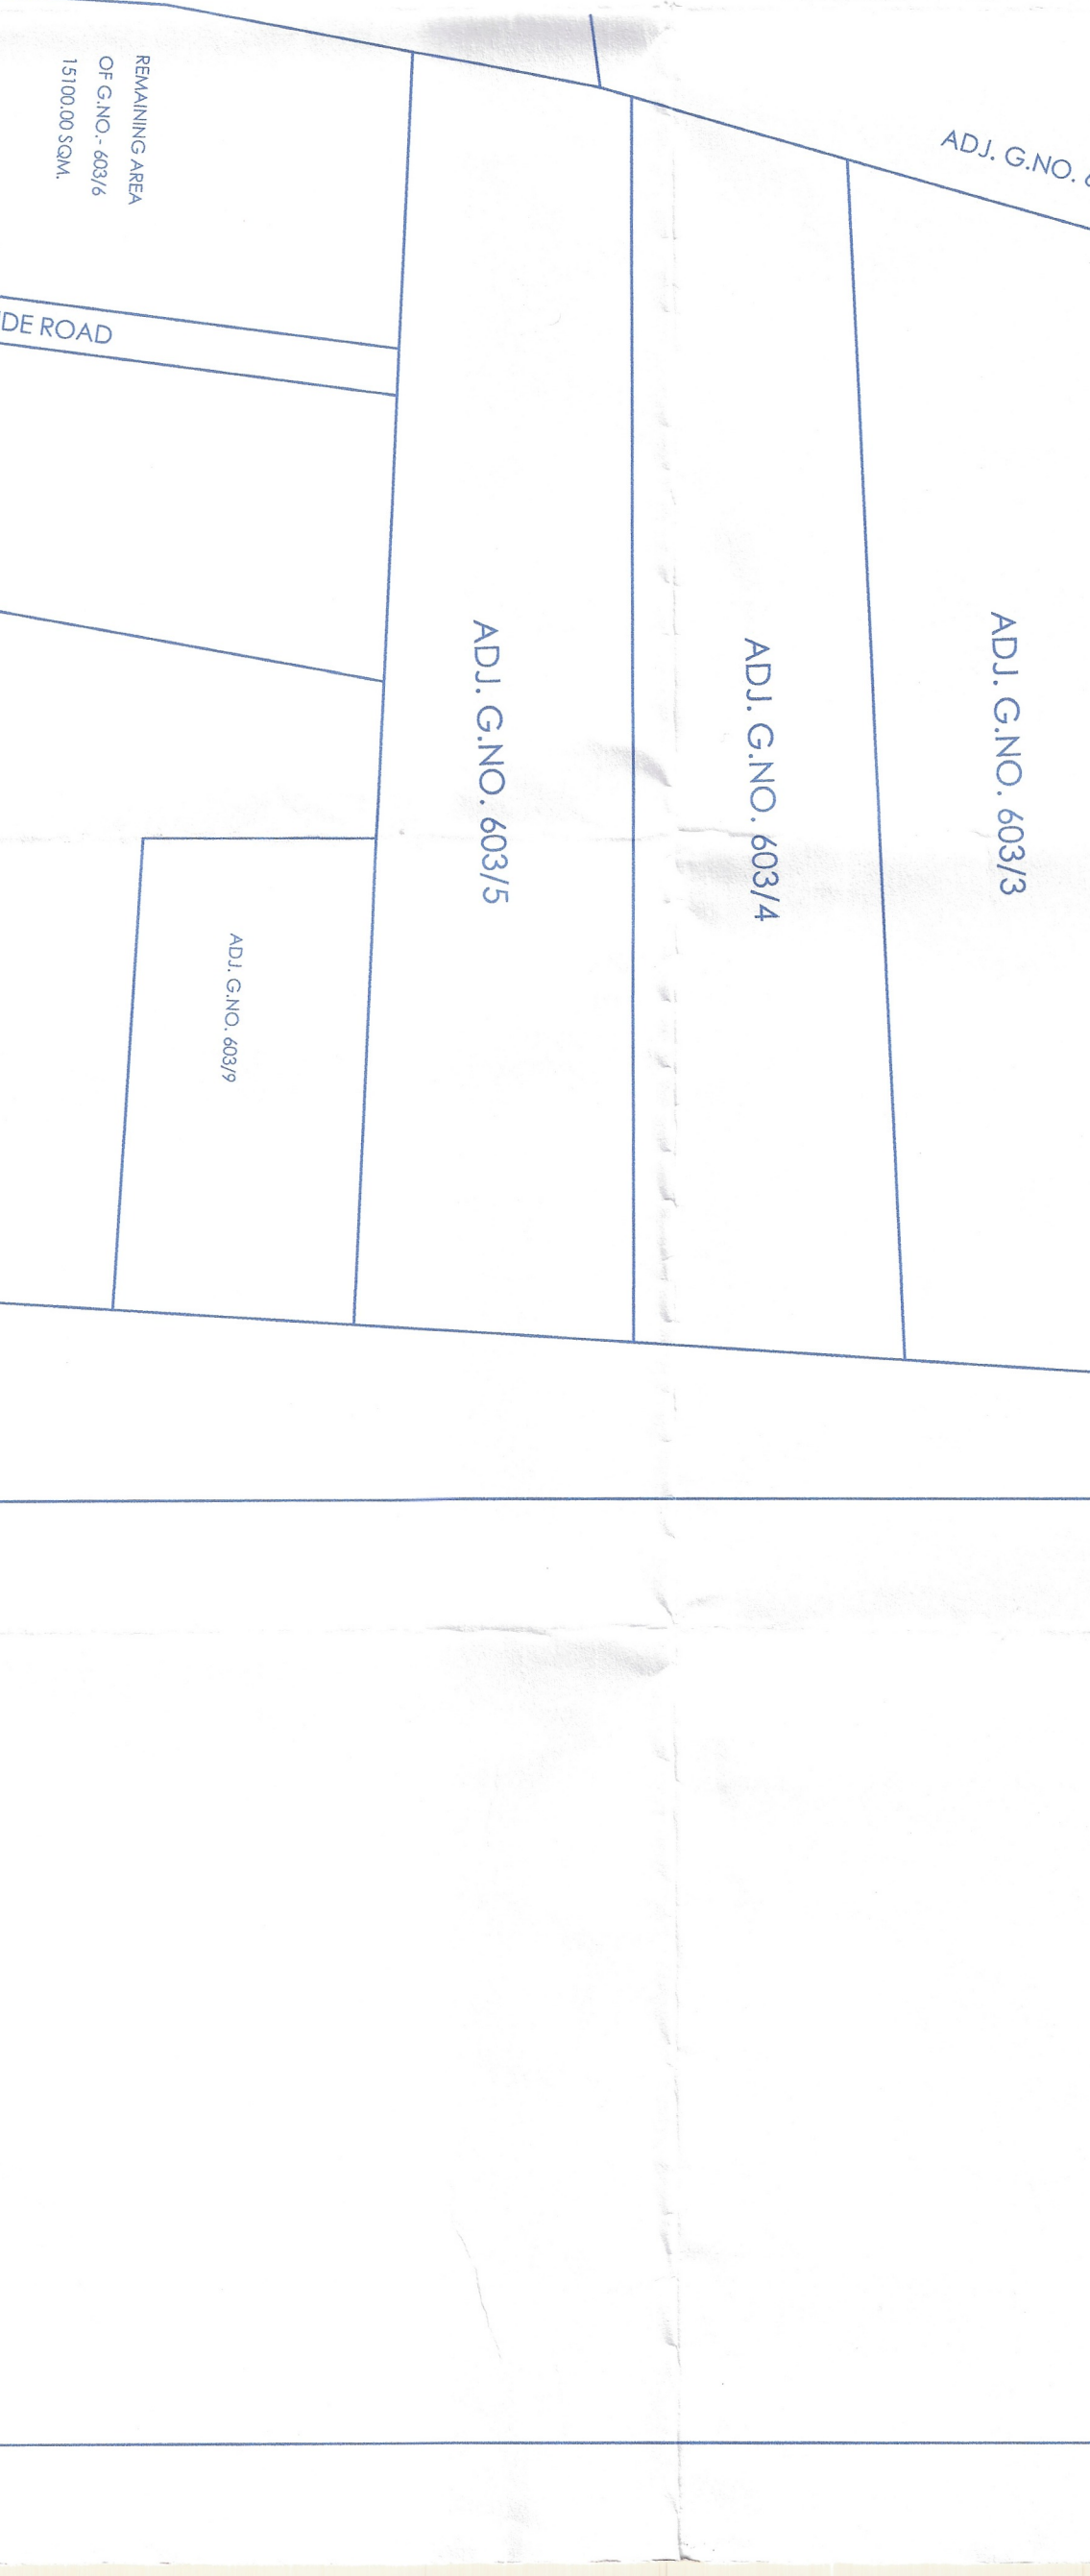 REMAINING AREA
OF G.NO.- 603/6
15100.00 SQM.
DE ROAD
ADJ. G.NO.
ADJ. G.NO. 603/5
ADJ. G.NO. 603/4
ADJ. G.NO. 603/3
ADJ. G.NO. 603/9